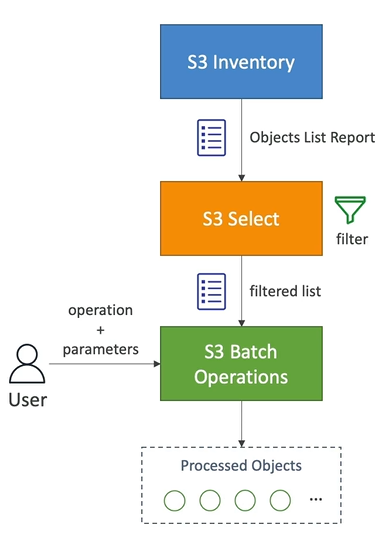 S3 Inventory
Objects List Report
S3 Select
filter
filtered list
operation
+
parameters
User
S3 Batch
Operations
Processed Objects
...